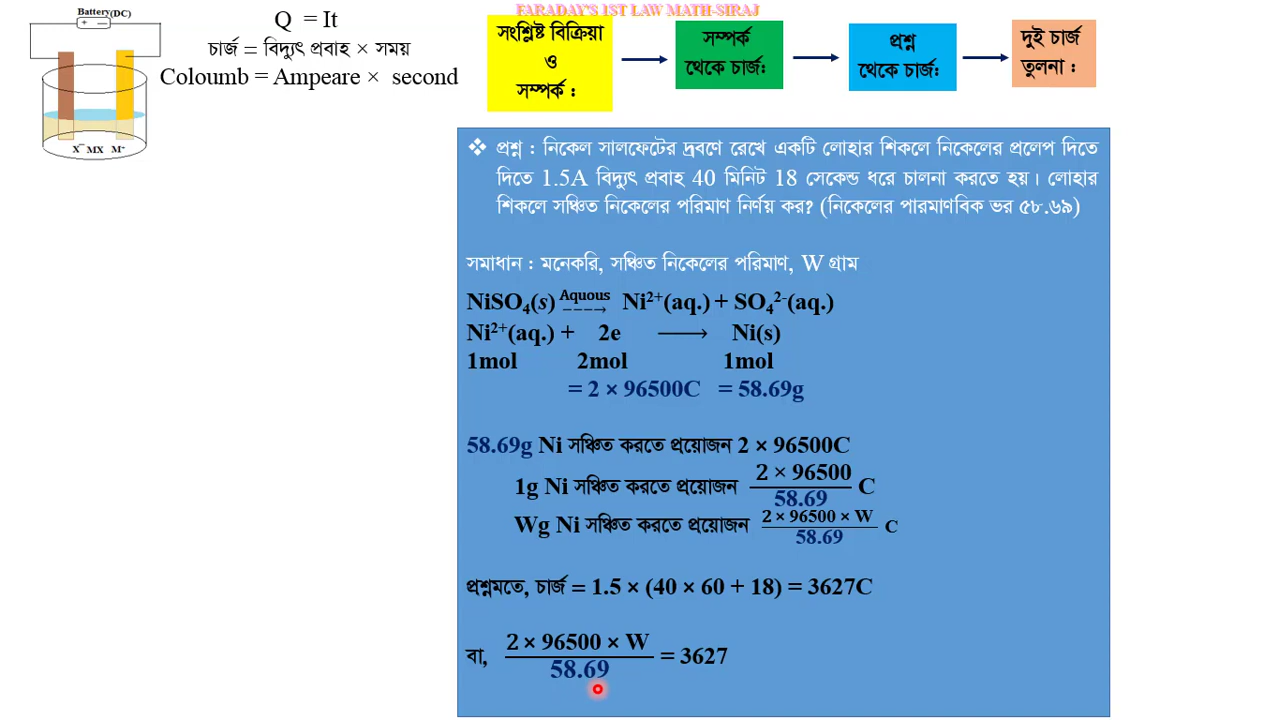 FARADAY'S 1ST LAW MATH-SIRAJ
Battery(DC)
+ −
X⁻ MX M⁺
Q = It
চার্জ = বিদ্যুৎ প্রবাহ × সময়
Coloumb = Ampeare × second
সংশ্লিষ্ট বিক্রিয়া
ও
সম্পর্ক :
সম্পর্ক
থেকে চার্জ:
প্রশ্ন
থেকে চার্জ:
দুই চার্জ
তুলনা :
❖ প্রশ্ন : নিকেল সালফেটের দ্রবণে রেখে একটি লোহার শিকলে নিকেলের প্রলেপ দিতে
দিতে 1.5A বিদ্যুৎ প্রবাহ 40 মিনিট 18 সেকেন্ড ধরে চালনা করতে হয়। লোহার
শিকলে সঞ্চিত নিকেলের পরিমাণ নির্ণয় কর? (নিকেলের পারমাণবিক ভর ৫৮.৬৯)
সমাধান : মনেকরি, সঞ্চিত নিকেলের পরিমাণ, W গ্রাম
NiSO₄(s) Aquous ----→ Ni²⁺(aq.) + SO₄²⁻(aq.)
Ni²⁺(aq.) + 2e ⟶ Ni(s)
1mol 2mol 1mol
= 2 × 96500C = 58.69g
58.69g Ni সঞ্চিত করতে প্রয়োজন 2 × 96500C
1g Ni সঞ্চিত করতে প্রয়োজন 2 × 96500 / 58.69 C
Wg Ni সঞ্চিত করতে প্রয়োজন 2 × 96500 × W / 58.69 C
প্রশ্নমতে, চার্জ = 1.5 × (40 × 60 + 18) = 3627C
বা, 2 × 96500 × W / 58.69 = 3627